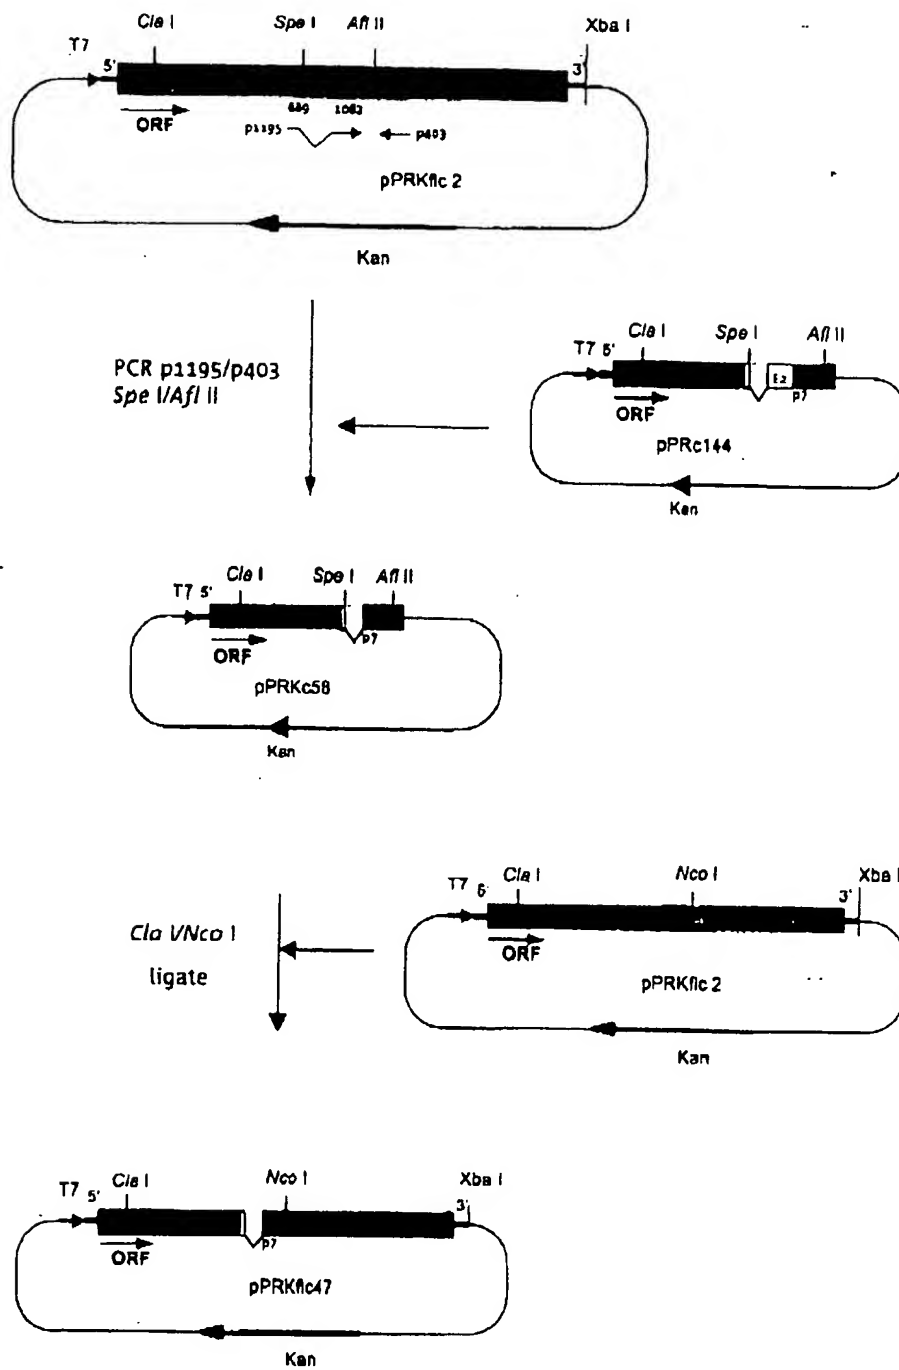 Cla I Spe I Afl II Xba I
T7 5' 3'
689 1063
ORF p1195 p403
pPRKflc 2
Kan
PCR p1195/p403
Spe I/Afl II
Cla I Spe I Afl II
T7 5' E2
ORF p7
pPRc144
Kan
Cla I Spe I Afl II
T7 5'
ORF p7
pPRKc58
Kan
Cla I Nco I Xba I
T7 5' 3'
ORF
pPRKflc 2
Kan
Cla I/Nco I
ligate
Cla I Nco I Xba I
T7 5' 3'
ORF p7
pPRKflc47
Kan